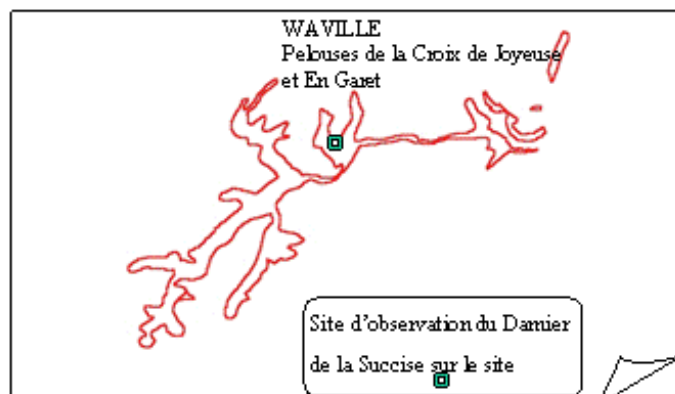 WAVILLE
Pelouses de la Croix de Joyeuse
et En Garet
Site d'observation du Damier
de la Succise sur le site